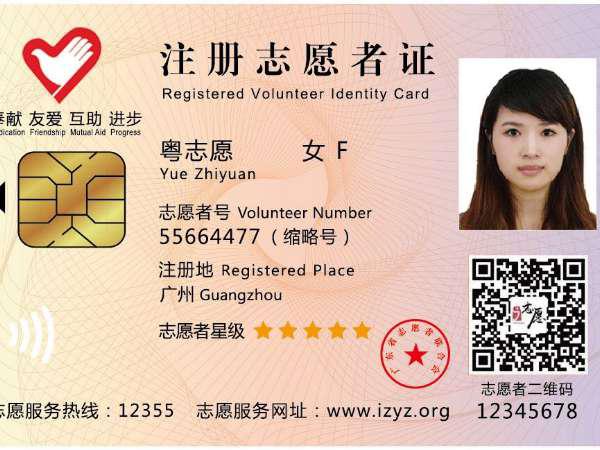 注册志愿者证
Registered Volunteer Identity Card
奉献 友爱 互助 进步
dication Friendship Mutual Aid Progress
粤志愿 女 F
Yue Zhiyuan
志愿者号 Volunteer Number
55664477（缩略号）
注册地 Registered Place
广州 Guangzhou
志愿者星级
广东省志愿者联合会
志愿
志愿者二维码
12345678
志愿服务热线：12355 志愿服务网址：www.izyz.org